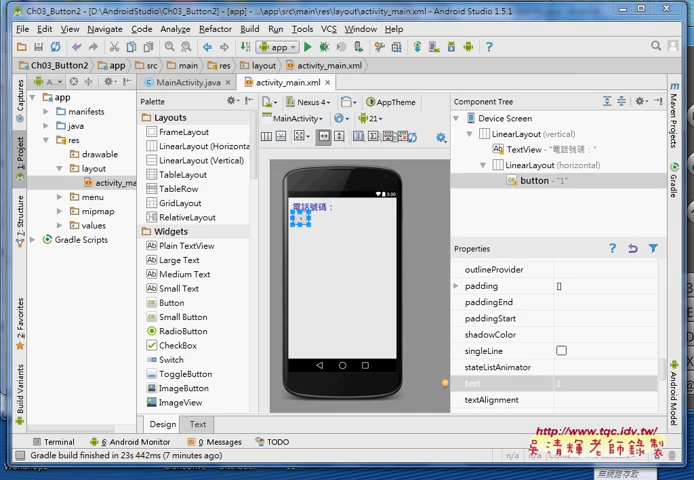 Ch03_Button2 - [D:\AndroidStudio\Ch03_Button2] - [app] - ...\app\src\main\res\layout\activity_main.xml - Android Studio 1.5.1
File Edit View Navigate Code Analyze Refactor Build Run Tools VCS Window Help
app
Ch03_Button2 app src main res layout activity_main.xml
A... MainActivity.java activity_main.xml
Captures
1: Project
7: Structure
2: Favorites
Build Variants
app
manifests
java
res
drawable
layout
activity_ma
menu
mipmap
values
Gradle Scripts
Palette
Layouts
FrameLayout
LinearLayout (Horizonta
LinearLayout (Vertical)
TableLayout
TableRow
GridLayout
RelativeLayout
Widgets
Plain TextView
Large Text
Medium Text
Small Text
Button
Small Button
RadioButton
CheckBox
Switch
ToggleButton
ImageButton
ImageView
Nexus 4 AppTheme
MainActivity 21
5:00
電話號碼：
Design Text
Component Tree
Device Screen
LinearLayout (vertical)
TextView - "電話號碼："
LinearLayout (horizontal)
button - "1"
Properties
outlineProvider
padding []
paddingEnd
paddingStart
shadowColor
singleLine
stateListAnimator
text 1
textAlignment
Maven Projects
Gradle
Android Model
Terminal 6: Android Monitor 0: Messages TODO
Gradle build finished in 23s 442ms (7 minutes ago)
n/a n/a
http://www.tqc.idv.tw/
吳清輝老師錄製
無網路存取